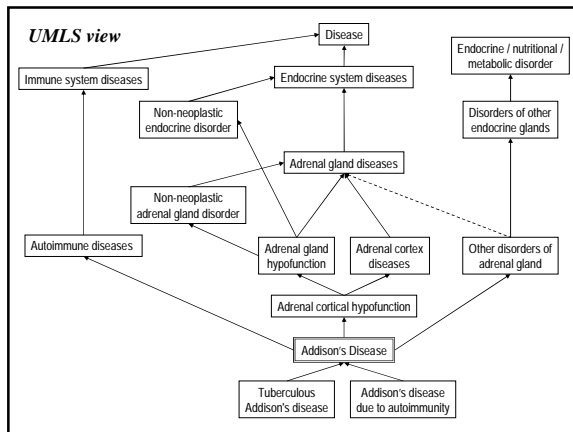 UMLS view
Disease
Endocrine / nutritional /
metabolic disorder
Immune system diseases
Endocrine system diseases
Non-neoplastic
endocrine disorder
Disorders of other
endocrine glands
Adrenal gland diseases
Non-neoplastic
adrenal gland disorder
Autoimmune diseases
Adrenal gland
hypofunction
Adrenal cortex
diseases
Other disorders of
adrenal gland
Adrenal cortical hypofunction
Addison’s Disease
Tuberculous
Addison's disease
Addison’s disease
due to autoimmunity